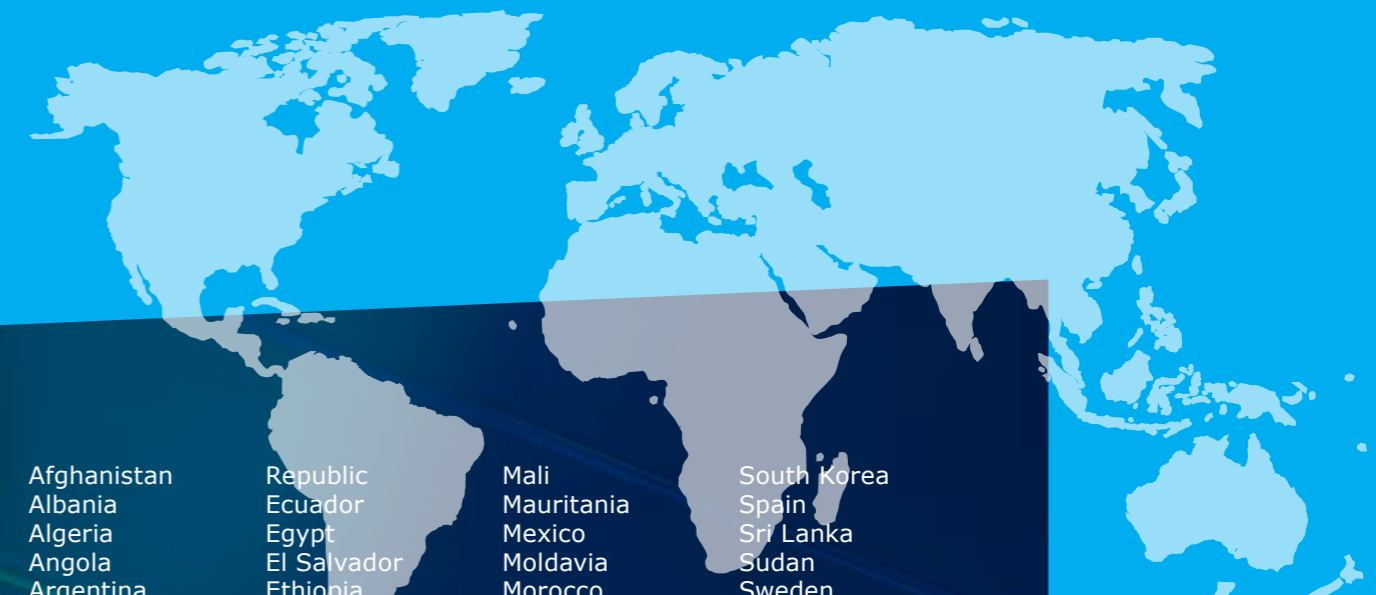 Afghanistan
Albania
Algeria
Angola
Argentina
Republic
Ecuador
Egypt
El Salvador
Ethiopia
Mali
Mauritania
Mexico
Moldavia
Morocco
South Korea
Spain
Sri Lanka
Sudan
Sweden